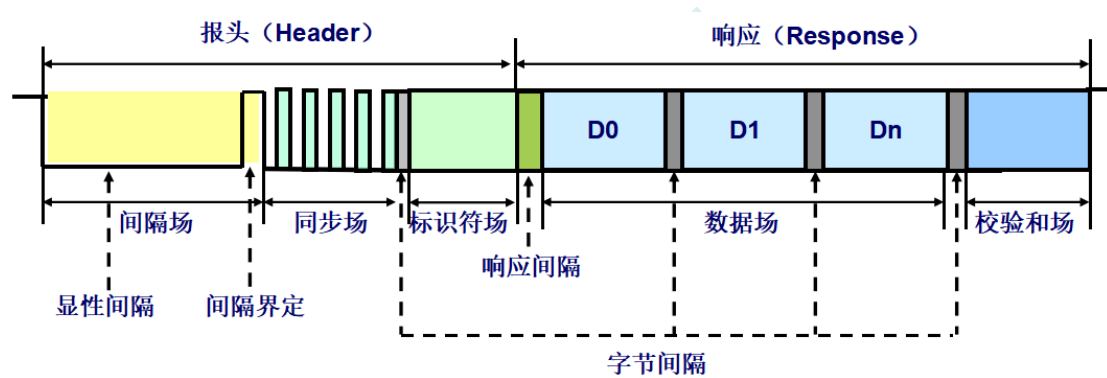 报头（Header）
响应（Response）
D0
D1
Dn
间隔场
同步场
标识符场
数据场
校验和场
响应间隔
显性间隔
间隔界定
字节间隔